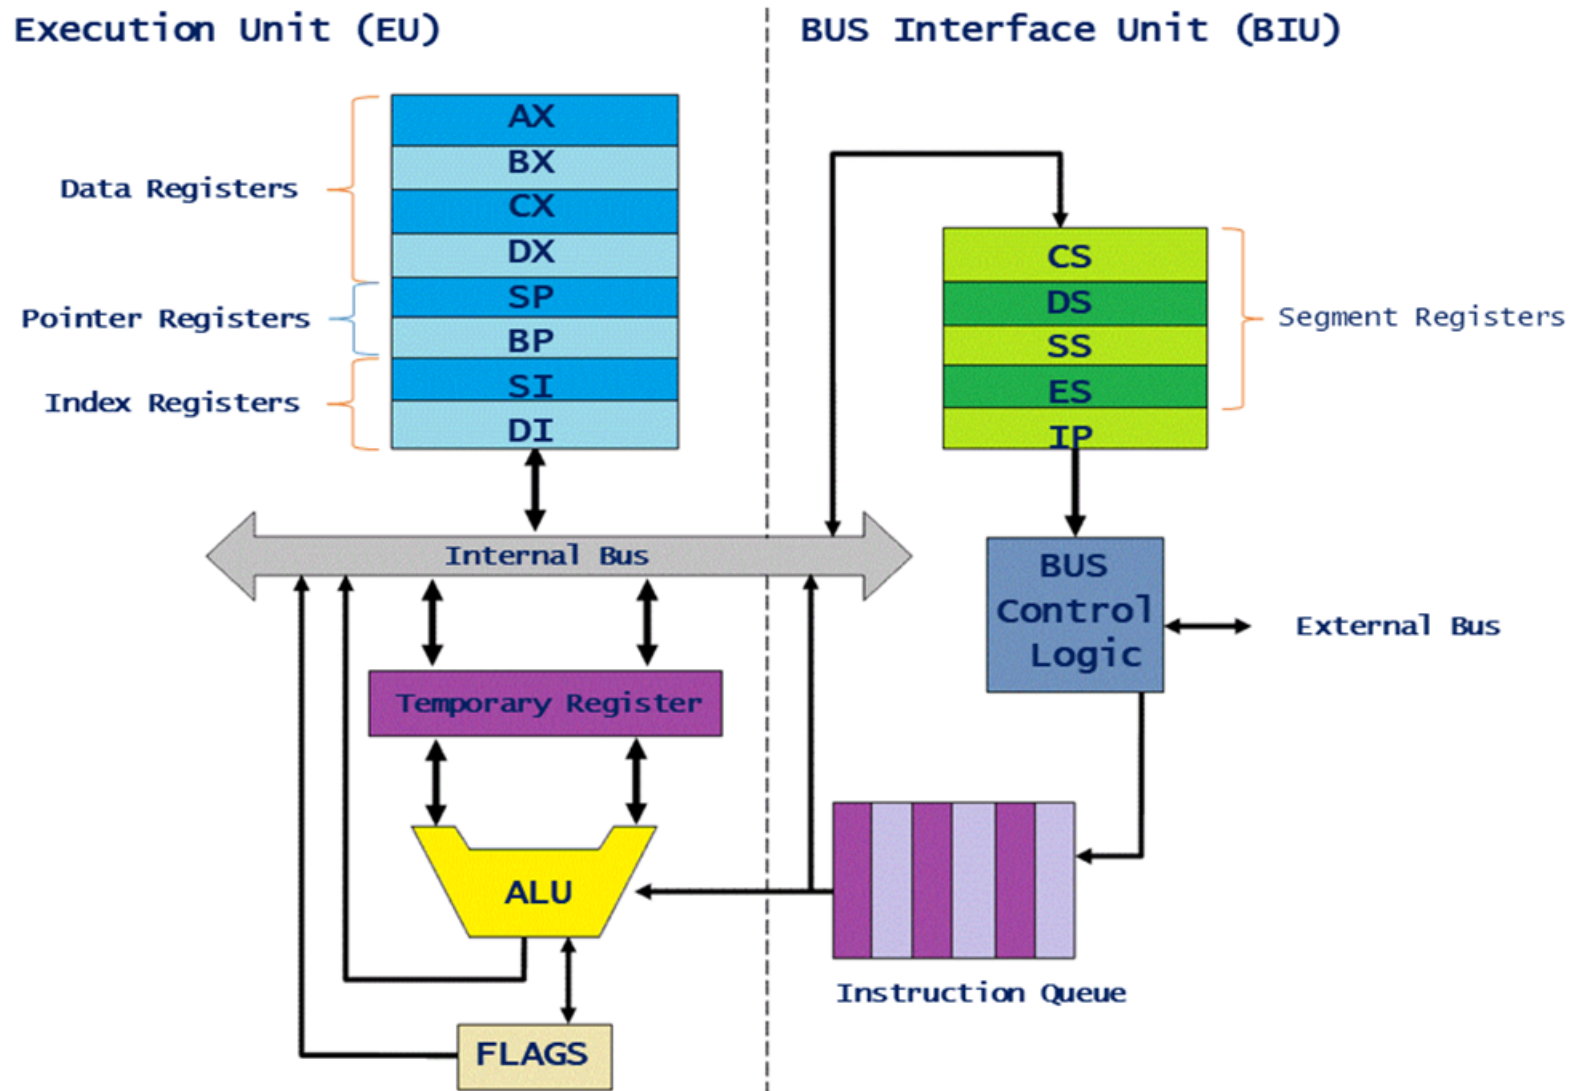 Execution Unit (EU)
BUS Interface Unit (BIU)
AX
BX
CX
DX
SP
BP
SI
DI
Data Registers
Pointer Registers
Index Registers
CS
DS
SS
ES
IP
Segment Registers
Internal Bus
BUS
Control
Logic
External Bus
Temporary Register
ALU
Instruction Queue
FLAGS